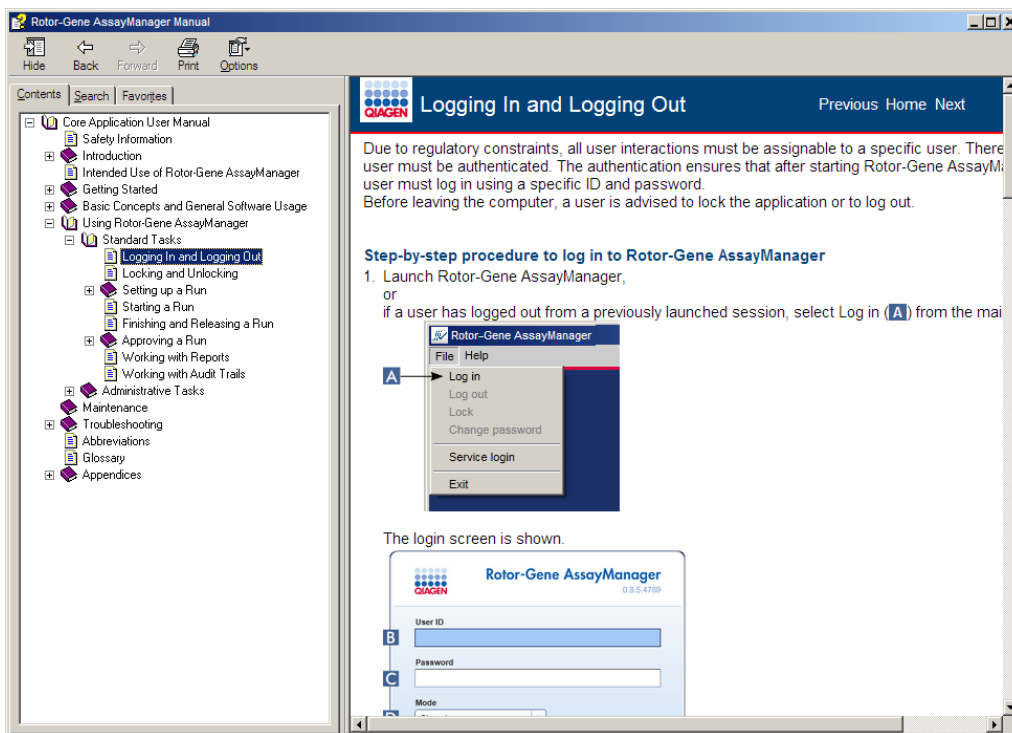 Rotor-Gene AssayManager Manual
Hide Back Forward Print Options
Contents Search Favorites
Core Application User Manual
Safety Information
Introduction
Intended Use of Rotor-Gene AssayManager
Getting Started
Basic Concepts and General Software Usage
Using Rotor-Gene AssayManager
Standard Tasks
Logging In and Logging Out
Locking and Unlocking
Setting up a Run
Starting a Run
Finishing and Releasing a Run
Approving a Run
Working with Reports
Working with Audit Trails
Administrative Tasks
Maintenance
Troubleshooting
Abbreviations
Glossary
Appendices
QIAGEN
Logging In and Logging Out
Previous Home Next
Due to regulatory constraints, all user interactions must be assignable to a specific user. There
user must be authenticated. The authentication ensures that after starting Rotor-Gene AssayM
user must log in using a specific ID and password.
Before leaving the computer, a user is advised to lock the application or to log out.
Step-by-step procedure to log in to Rotor-Gene AssayManager
1. Launch Rotor-Gene AssayManager,
or
if a user has logged out from a previously launched session, select Log in (A) from the mai
Rotor-Gene AssayManager
File Help
A Log in
Log out
Lock
Change password
Service login
Exit
The login screen is shown.
QIAGEN
Rotor-Gene AssayManager
0.8.5.4789
User ID
B
Password
C
Mode